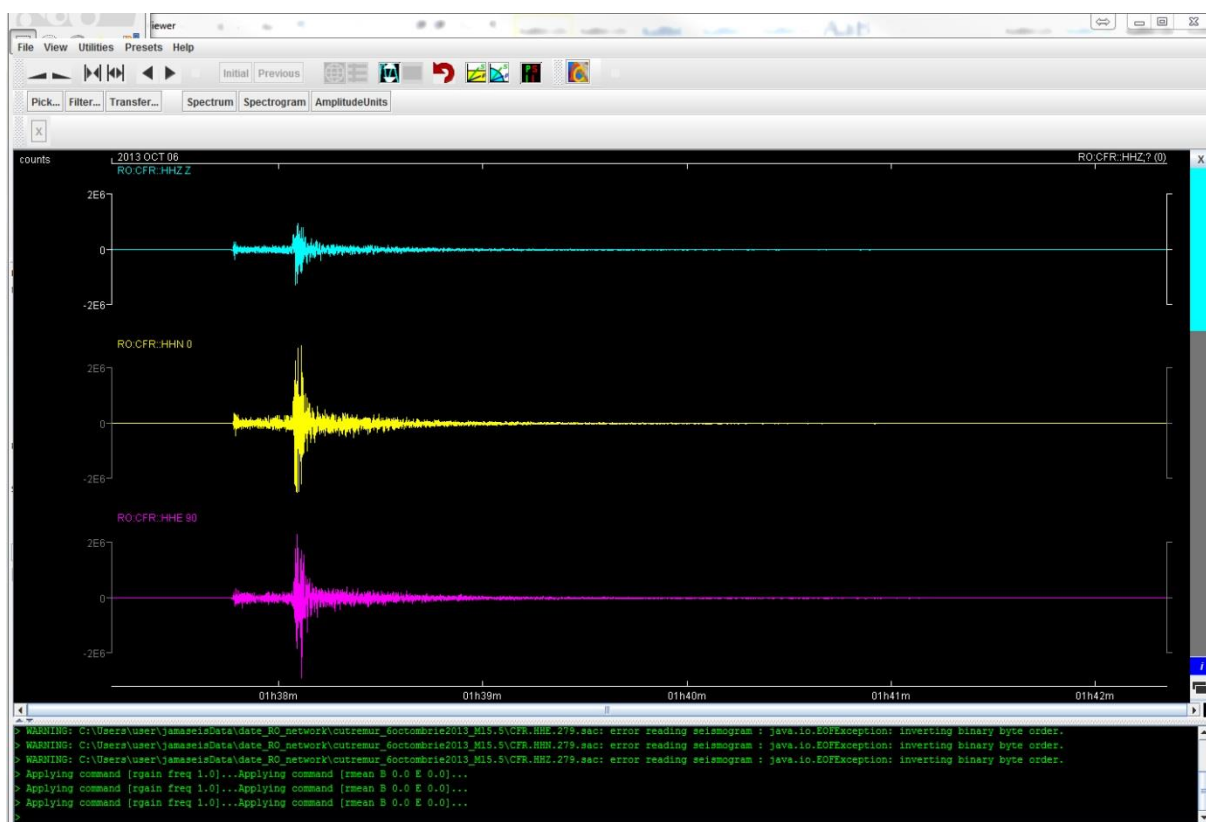 iewer
File View Utilities Presets Help
Initial Previous
Pick... Filter... Transfer... Spectrum Spectrogram AmplitudeUnits
X
counts 2013 OCT 06 RO:CFR::HHZ,? (0) X
RO:CFR::HHZ Z
2E6
0
-2E6
RO:CFR::HHN 0
2E6
0
-2E6
RO:CFR::HHE 90
2E6
0
-2E6
i
01h38m 01h39m 01h40m 01h41m 01h42m
> WARNING: C:\Users\user\jamaseisData\date_RO_network\cutremur_6octombrie2013_Ml5.5\CFR.HHE.279.sac: error reading seismogram : java.io.EOFException: inverting binary byte order.
> WARNING: C:\Users\user\jamaseisData\date_RO_network\cutremur_6octombrie2013_Ml5.5\CFR.HHN.279.sac: error reading seismogram : java.io.EOFException: inverting binary byte order.
> WARNING: C:\Users\user\jamaseisData\date_RO_network\cutremur_6octombrie2013_Ml5.5\CFR.HHZ.279.sac: error reading seismogram : java.io.EOFException: inverting binary byte order.
> Applying command [rgain freq 1.0]...Applying command [rmean B 0.0 E 0.0]...
> Applying command [rgain freq 1.0]...Applying command [rmean B 0.0 E 0.0]...
> Applying command [rgain freq 1.0]...Applying command [rmean B 0.0 E 0.0]...
>